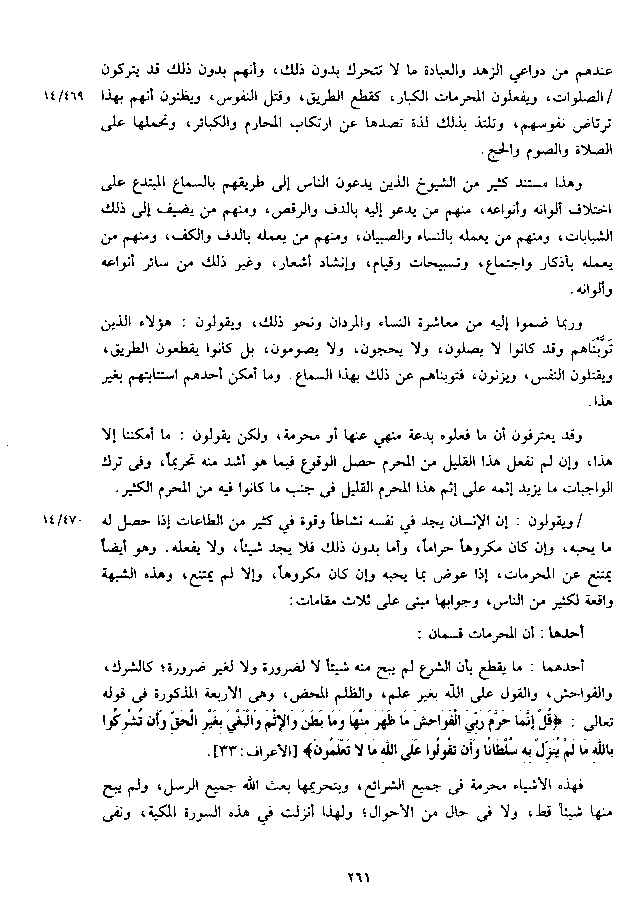 عندهم من دواعي الزهد والعبادة ما لا تتحرك بدون ذلك، وأنهم بدون ذلك قد يتركون
١٤/٤٦٩ /الصلوات، ويفعلون المحرمات الكبار، كقطع الطريق، وقتل النفوس، ويظنون أنهم بهذا
ترتاض نفوسهم، وتلتذ بذلك لذة تصدها عن ارتكاب المحارم والكبائر، وتحملها على
الصلاة والصوم والحج.
وهذا مستند كثير من الشيوخ الذين يدعون الناس إلى طريقهم بالسماع المبتدع على
اختلاف ألوانه وأنواعه، منهم من يدعو إليه بالدف والرقص، ومنهم من يضيف إلى ذلك
الشبابات، ومنهم من يعمله بالنساء والصبيان، ومنهم من يعمله بالدف والكف، ومنهم من
يعمله بأذكار واجتماع، وتسبيحات وقيام، وإنشاد أشعار، وغير ذلك من سائر أنواعه
وألوانه.
وربما ضموا إليه من معاشرة النساء والمردان ونحو ذلك، ويقولون : هؤلاء الذين
تَوَّبْنَاهم وقد كانوا لا يصلون، ولا يحجون، ولا يصومون، بل كانوا يقطعون الطريق،
ويقتلون النفس، ويزنون، فتوبناهم عن ذلك بهذا السماع. وما أمكن أحدهم استتابتهم بغير
هذا.
وقد يعترفون أن ما فعلوه بدعة منهي عنها أو محرمة، ولكن يقولون : ما أمكننا إلا
هذا، وإن لم نفعل هذا القليل من المحرم حصل الوقوع فيما هو أشد منه تحريماً، وفى ترك
الواجبات ما يزيد إثمه على إثم هذا المحرم القليل فى جنب ما كانوا فيه من المحرم الكثير.
١٤/٤٧٠ /ويقولون : إن الإنسان يجد في نفسه نشاطاً وقوة في كثير من الطاعات إذا حصل له
ما يحبه، وإن كان مكروهاً حراماً، وأما بدون ذلك فلا يجد شيئاً، ولا يفعله. وهو أيضاً
يمتنع عن المحرمات، إذا عوض بما يحبه وإن كان مكروهاً، وإلا لم يمتنع، وهذه الشبهة
واقعة لكثير من الناس، وجوابها مبنى على ثلاث مقامات:
أحدها : أن المحرمات قسمان :
أحدهما : ما يقطع بأن الشرع لم يبح منه شيئاً لا لضرورة ولا لغير ضرورة؛ كالشرك،
والفواحش، والقول على الله بغير علم، والظلم المحض، وهى الأربعة المذكورة في قوله
تعالى : ﴿قُلْ إِنَّمَا حَرَّمَ رَبِّيَ الْفَوَاحِشَ مَا ظَهَرَ مِنْهَا وَمَا بَطَنَ وَالإِثْمَ وَالْبَغْيَ بِغَيْرِ الْحَقِّ وَأَن تُشْرِكُوا
بِاللَّهِ مَا لَمْ يُنَزِّلْ بِهِ سُلْطَانًا وَأَن تَقُولُوا عَلَى اللَّهِ مَا لا تَعْلَمُونَ﴾ [الأعراف:٣٣].
فهذه الأشياء محرمة فى جميع الشرائع، وبتحريمها بعث الله جميع الرسل، ولم يبح
منها شيئاً قط، ولا فى حال من الأحوال؛ ولهذا أنزلت في هذه السورة المكية، ونفى
٢٦١